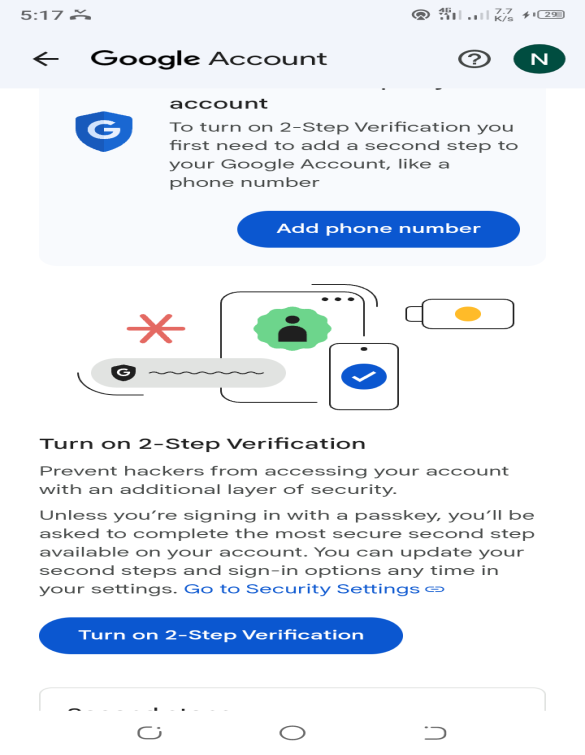 5:17
4G
7.7
K/s
29
Google Account
N
account
To turn on 2-Step Verification you
first need to add a second step to
your Google Account, like a
phone number
Add phone number
G
G
Turn on 2-Step Verification
Prevent hackers from accessing your account
with an additional layer of security.
Unless you're signing in with a passkey, you'll be
asked to complete the most secure second step
available on your account. You can update your
second steps and sign-in options any time in
your settings. Go to Security Settings
Turn on 2-Step Verification